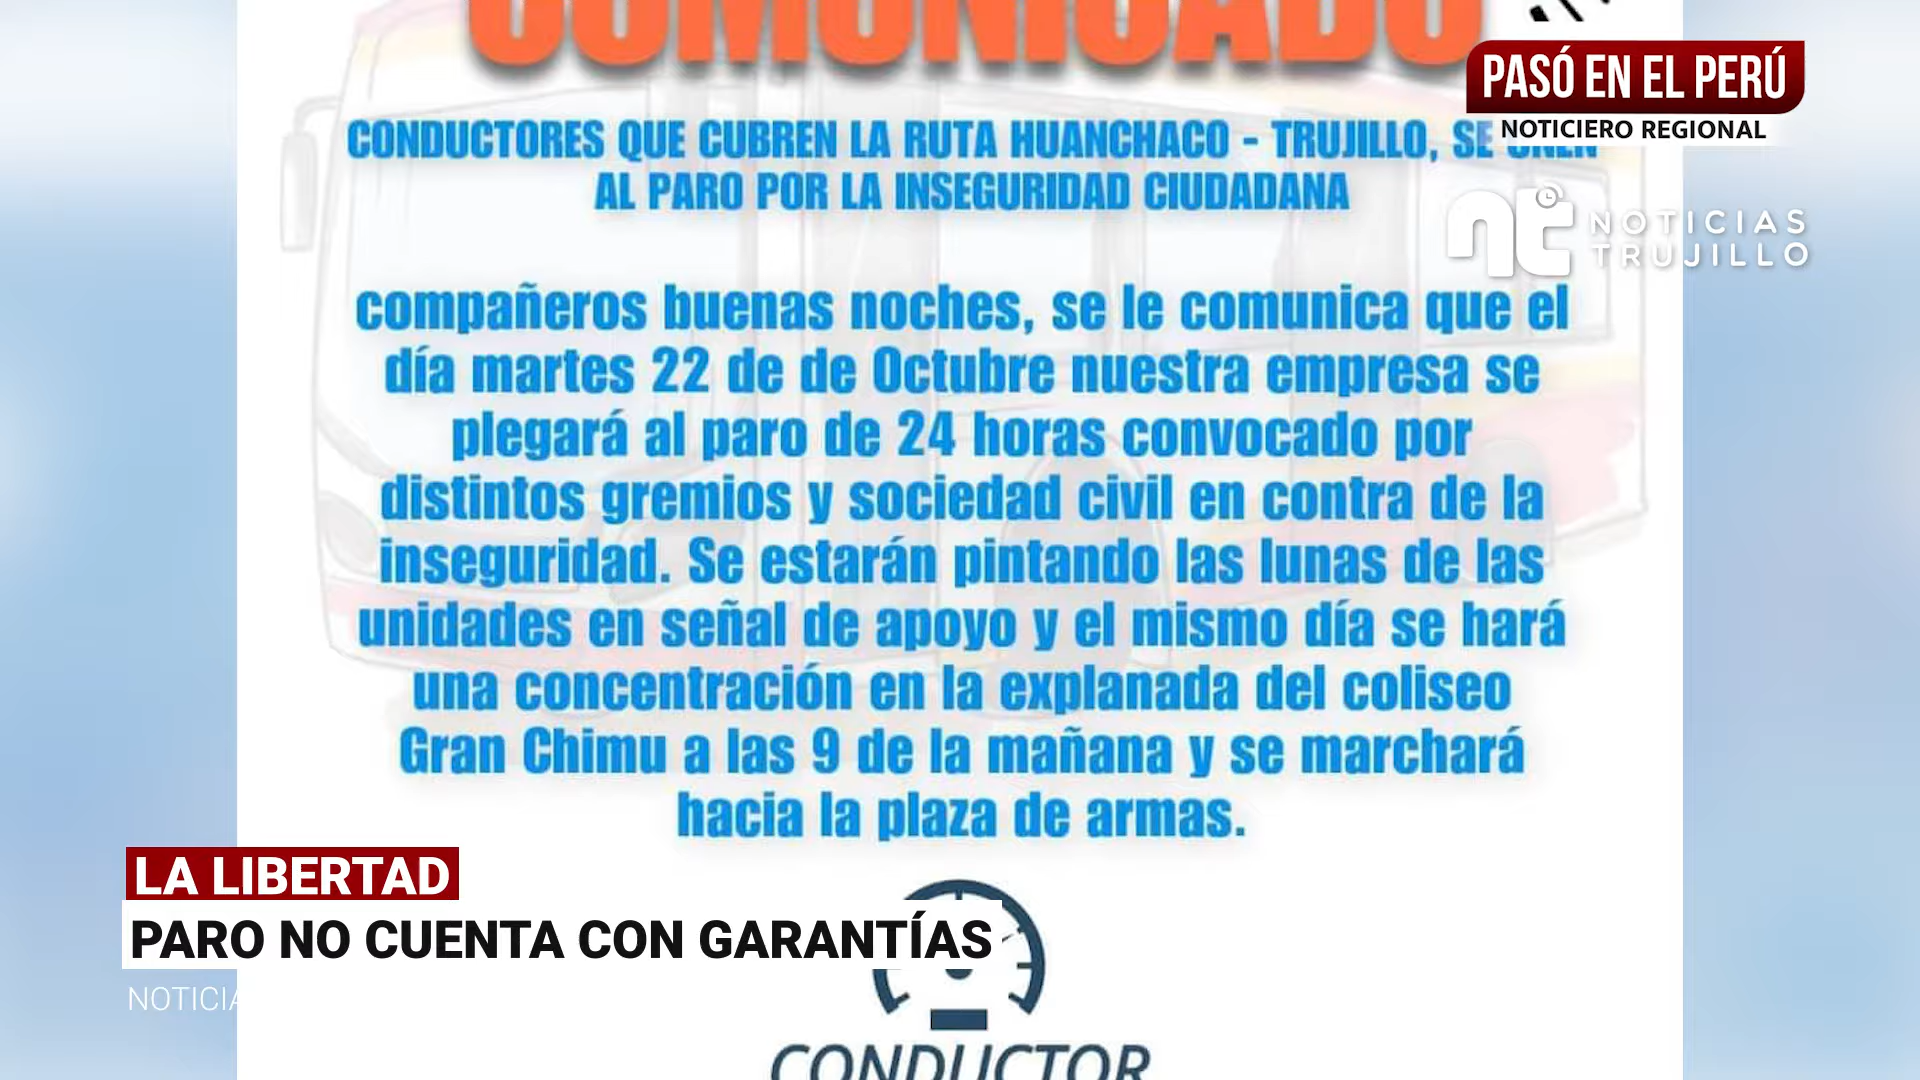 COMUNICADO
PASÓ EN EL PERÚ
NOTICIERO REGIONAL
CONDUCTORES QUE CUBREN LA RUTA HUANCHACO - TRUJILLO, SE UNEN
AL PARO POR LA INSEGURIDAD CIUDADANA
NOTICIAS
TRUJILLO
compañeros buenas noches, se le comunica que el
día martes 22 de de Octubre nuestra empresa se
plegará al paro de 24 horas convocado por
distintos gremios y sociedad civil en contra de la
inseguridad. Se estarán pintando las lunas de las
unidades en señal de apoyo y el mismo día se hará
una concentración en la explanada del coliseo
Gran Chimu a las 9 de la mañana y se marchará
hacia la plaza de armas.
LA LIBERTAD
PARO NO CUENTA CON GARANTÍAS
CONDUCTOR